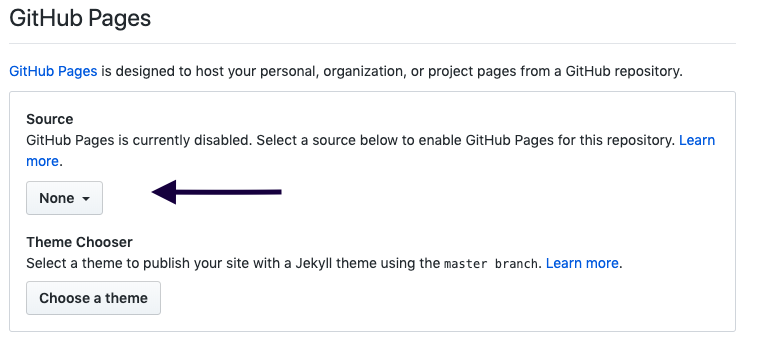 GitHub Pages
GitHub Pages is designed to host your personal, organization, or project pages from a GitHub repository.
Source
GitHub Pages is currently disabled. Select a source below to enable GitHub Pages for this repository. Learn
more.
None
Theme Chooser
Select a theme to publish your site with a Jekyll theme using the master branch. Learn more.
Choose a theme